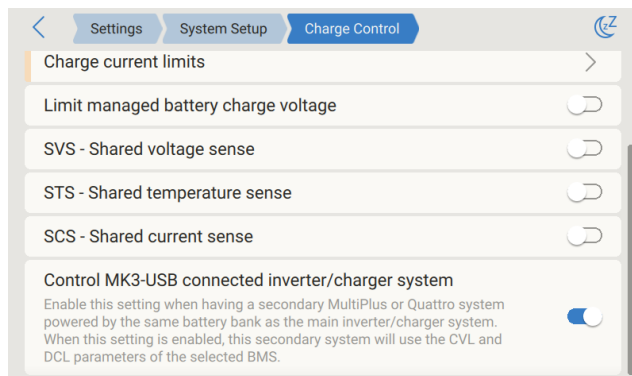 Settings System Setup Charge Control zZ
Charge current limits
Limit managed battery charge voltage
SVS - Shared voltage sense
STS - Shared temperature sense
SCS - Shared current sense
Control MK3-USB connected inverter/charger system
Enable this setting when having a secondary MultiPlus or Quattro system
powered by the same battery bank as the main inverter/charger system.
When this setting is enabled, this secondary system will use the CVL and
DCL parameters of the selected BMS.